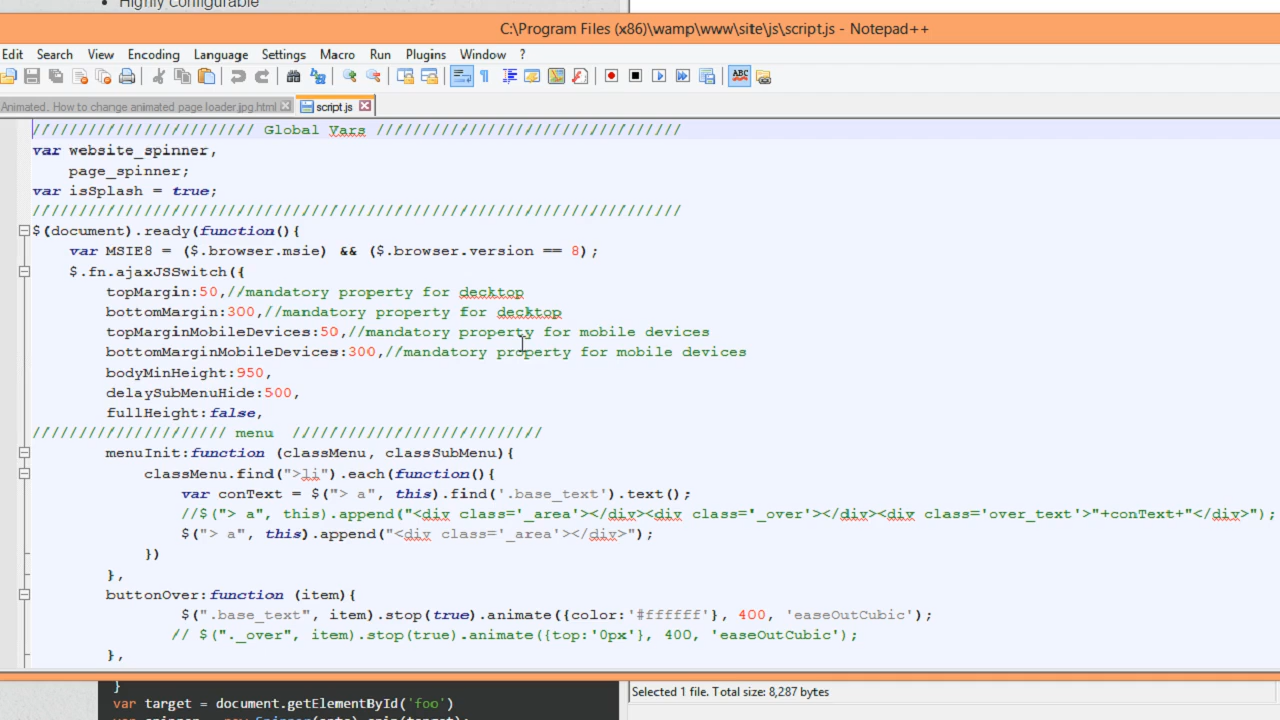 Highly configurable
C:\Program Files (x86)\wamp\www\site\js\script.js - Notepad++
Edit Search View Encoding Language Settings Macro Run Plugins Window ?
Animated. How to change animated page loader.jpg.html script.js
//////////////////////// Global Vars /////////////////////////////////
var website_spinner,
page_spinner;
var isSplash = true;
//////////////////////////////////////////////////////////////////////
$(document).ready(function(){
var MSIE8 = ($.browser.msie) && ($.browser.version == 8);
$.fn.ajaxJSSwitch({
topMargin:50,//mandatory property for decktop
bottomMargin:300,//mandatory property for decktop
topMarginMobileDevices:50,//mandatory property for mobile devices
bottomMarginMobileDevices:300,//mandatory property for mobile devices
bodyMinHeight:950,
delaySubMenuHide:500,
fullHeight:false,
///////////////////// menu ///////////////////////////
menuInit:function (classMenu, classSubMenu){
classMenu.find(">li").each(function(){
var conText = $("> a", this).find('.base_text').text();
//$("> a", this).append("<div class='_area'></div><div class='_over'></div><div class='over_text'>"+conText+"</div>");
$("> a", this).append("<div class='_area'></div>");
})
},
buttonOver:function (item){
$(".base_text", item).stop(true).animate({color:'#ffffff'}, 400, 'easeOutCubic');
// $("._over", item).stop(true).animate({top:'0px'}, 400, 'easeOutCubic');
},
}
var target = document.getElementById('foo')
Selected 1 file. Total size: 8,287 bytes